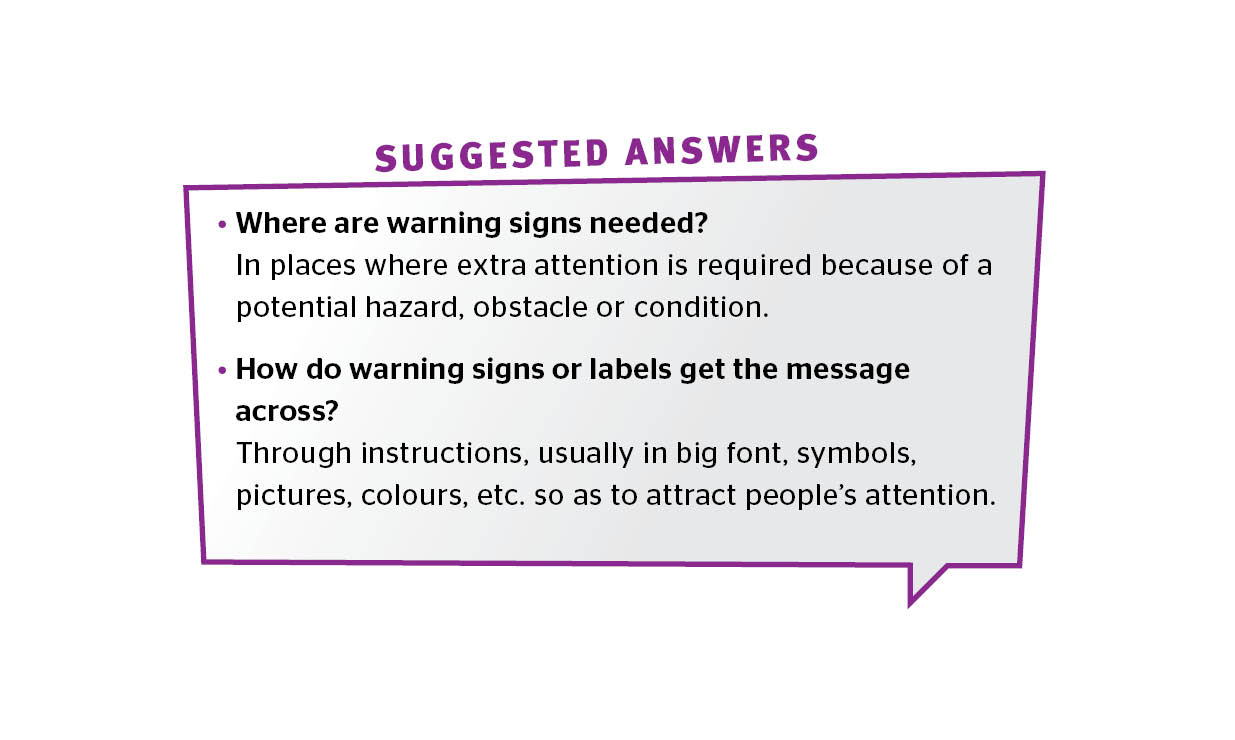 SUGGESTED ANSWERS
• Where are warning signs needed?
In places where extra attention is required because of a
potential hazard, obstacle or condition.
• How do warning signs or labels get the message
across?
Through instructions, usually in big font, symbols,
pictures, colours, etc. so as to attract people’s attention.